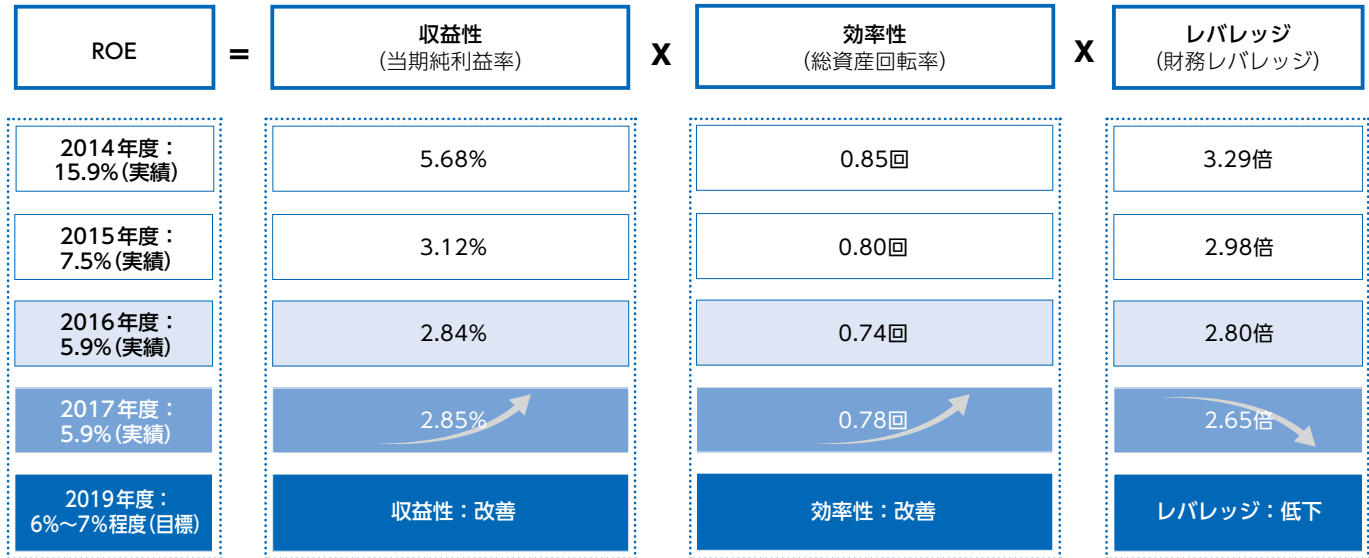 ROE
=
収益性
(当期純利益率)
X
効率性
(総資産回転率)
X
レバレッジ
(財務レバレッジ)
2014年度：
15.9%(実績)
5.68%
0.85回
3.29倍
2015年度：
7.5%(実績)
3.12%
0.80回
2.98倍
2016年度：
5.9%(実績)
2.84%
0.74回
2.80倍
2017年度：
5.9%(実績)
2.85%
0.78回
2.65倍
2019年度：
6%～7%程度(目標)
収益性：改善
効率性：改善
レバレッジ：低下